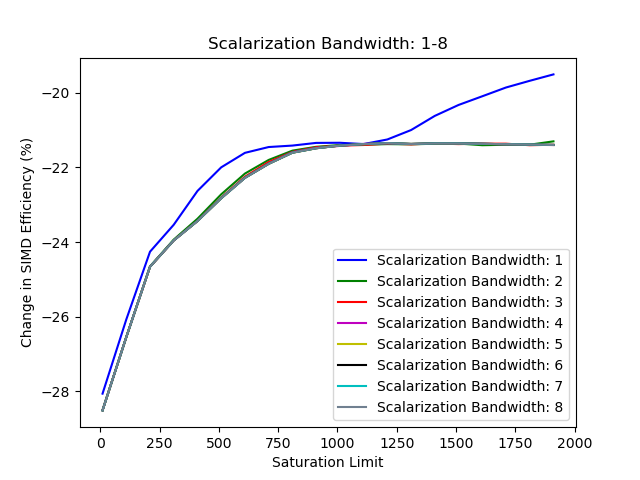 Scalarization Bandwidth: 1-8
Change in SIMD Efficiency (%)
−20
−22
−24
−26
−28
Scalarization Bandwidth: 1
Scalarization Bandwidth: 2
Scalarization Bandwidth: 3
Scalarization Bandwidth: 4
Scalarization Bandwidth: 5
Scalarization Bandwidth: 6
Scalarization Bandwidth: 7
Scalarization Bandwidth: 8
0 250 500 750 1000 1250 1500 1750 2000
Saturation Limit